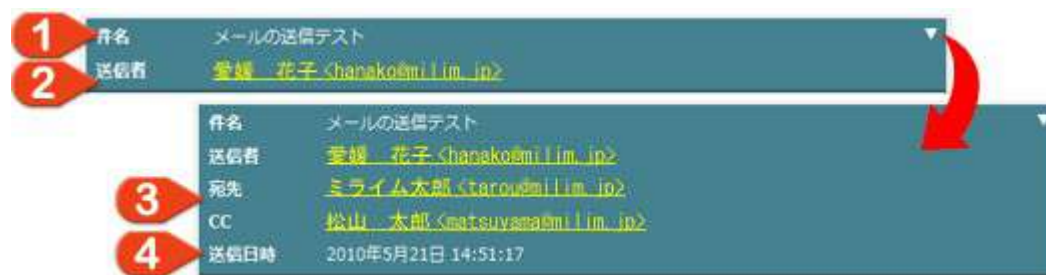 1 件名 メールの送信テスト ▼
2 送信者 愛媛 花子 <hanako@milim.jp>
件名 メールの送信テスト ▼
送信者 愛媛 花子 <hanako@milim.jp>
3 宛先 ミライム太郎 <tarou@milim.jp>
CC 松山 太郎 <matsuyama@milim.jp>
4 送信日時 2010年5月21日 14:51:17